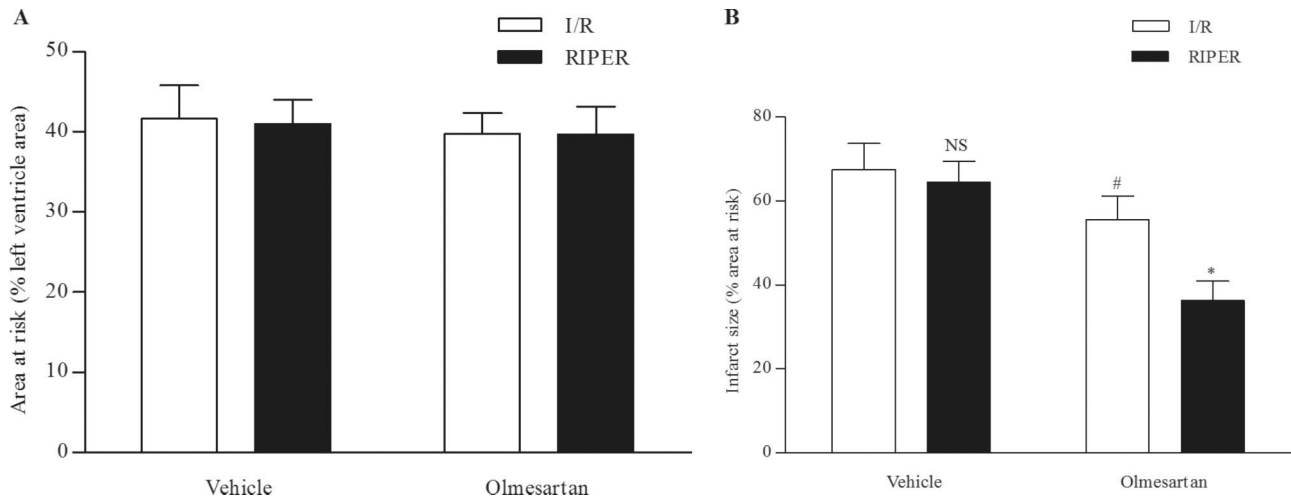 A
I/R
RIPER
Area at risk (% left ventricle area)
50
40
30
20
10
0
Vehicle
Olmesartan
B
I/R
RIPER
Infarct size (% area at risk)
80
60
40
20
0
NS
#
*
Vehicle
Olmesartan